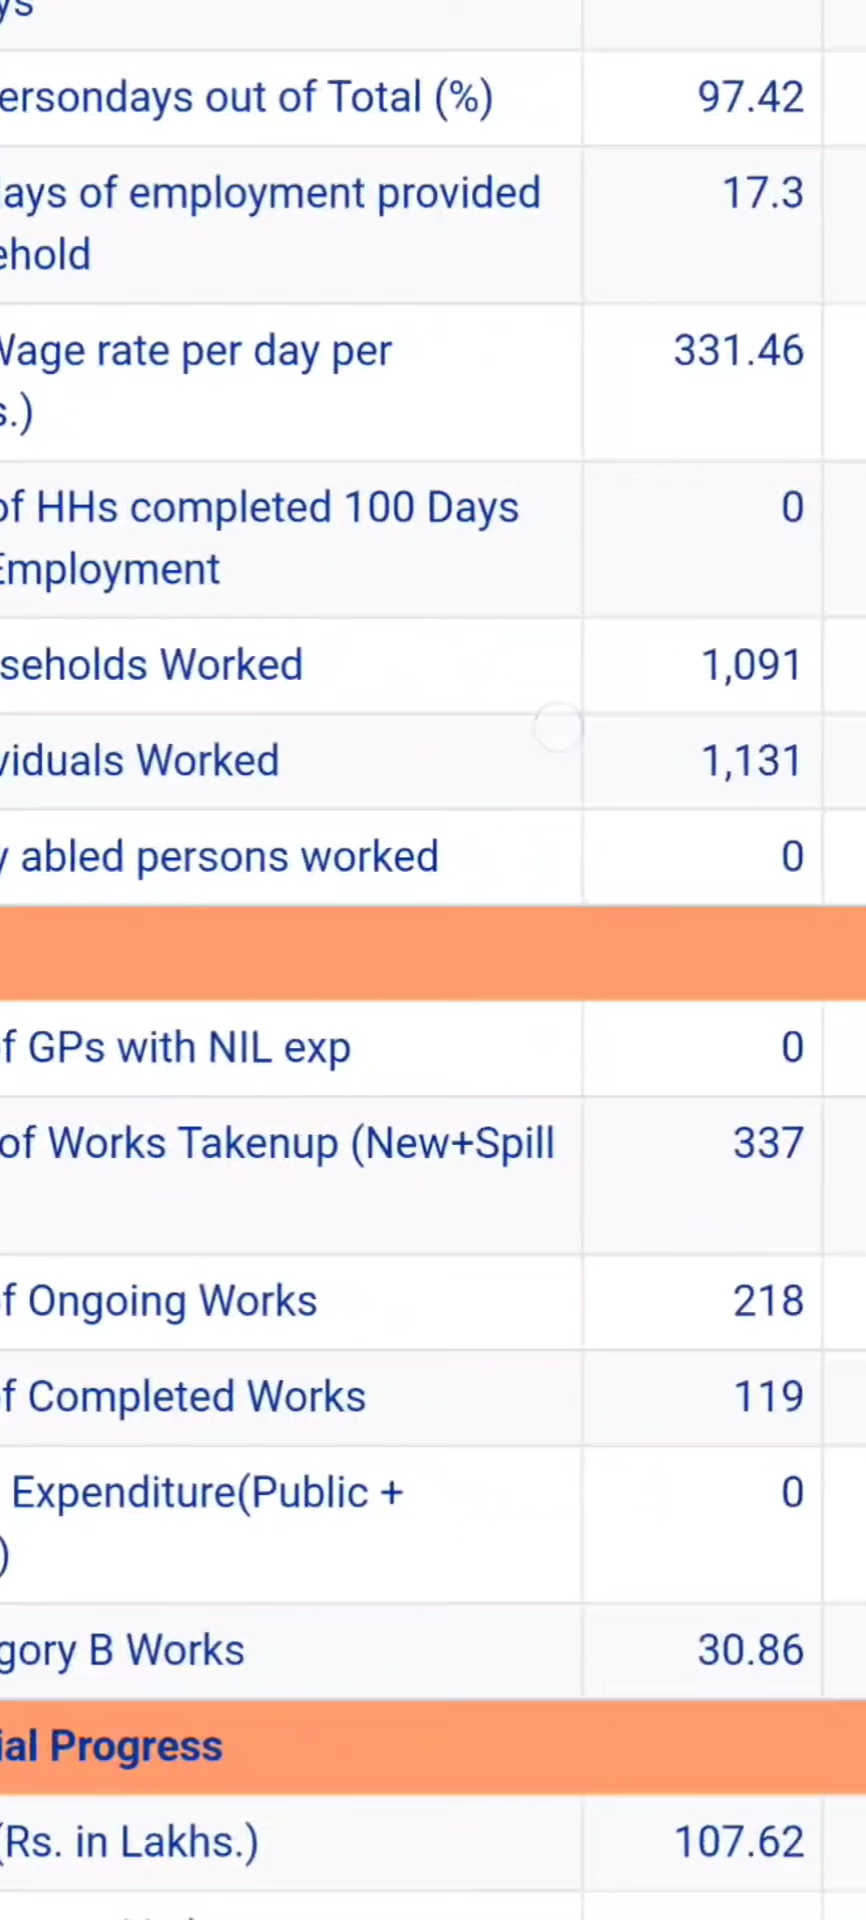 ys
ersondays out of Total (%) 97.42
ays of employment provided 17.3
ehold
Wage rate per day per 331.46
s.)
of HHs completed 100 Days 0
Employment
seholds Worked 1,091
viduals Worked 1,131
y abled persons worked 0
f GPs with NIL exp 0
of Works Takenup (New+Spill 337
f Ongoing Works 218
f Completed Works 119
Expenditure(Public + 0
)
gory B Works 30.86
ial Progress
(Rs. in Lakhs.) 107.62